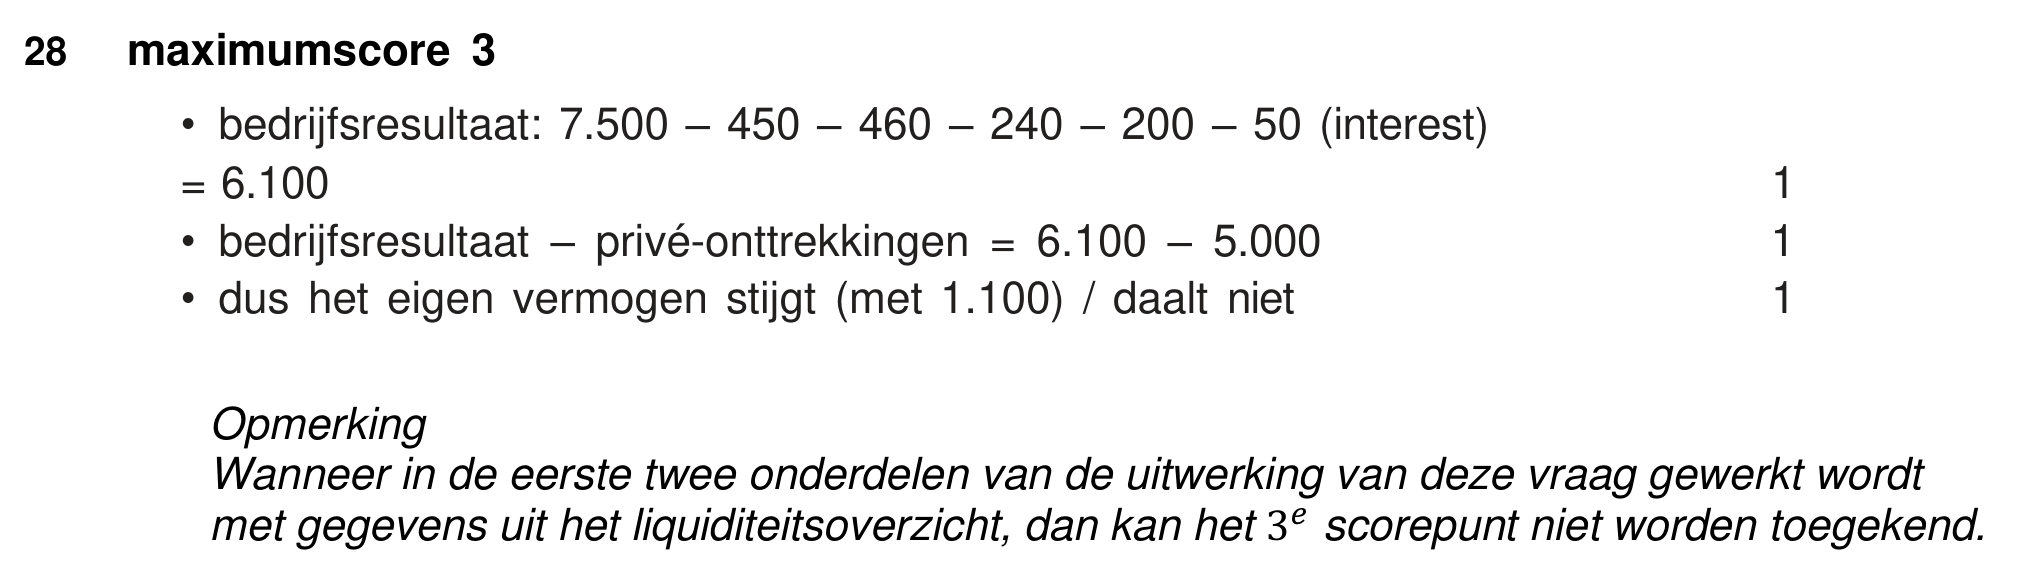 28 maximumscore 3
• bedrijfsresultaat: 7.500 – 450 – 460 – 240 – 200 – 50 (interest)
= 6.100 1
• bedrijfsresultaat – privé-onttrekkingen = 6.100 – 5.000 1
• dus het eigen vermogen stijgt (met 1.100) / daalt niet 1
Opmerking
Wanneer in de eerste twee onderdelen van de uitwerking van deze vraag gewerkt wordt
met gegevens uit het liquiditeitsoverzicht, dan kan het 3ᵉ scorepunt niet worden toegekend.